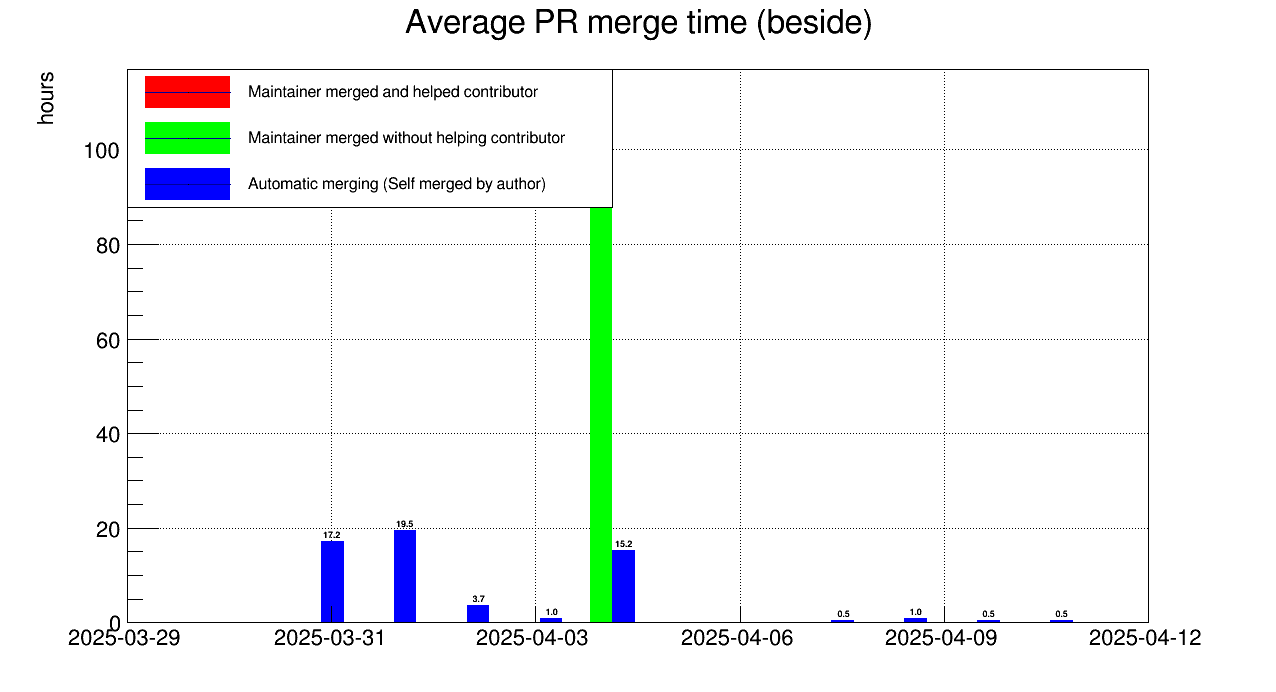 Average PR merge time (beside)
hours
Maintainer merged and helped contributor
Maintainer merged without helping contributor
Automatic merging (Self merged by author)
100
80
60
40
20
0
17.2
19.5
3.7
1.0
15.2
0.5
1.0
0.5
0.5
2025-03-29 2025-03-31 2025-04-03 2025-04-06 2025-04-09 2025-04-12